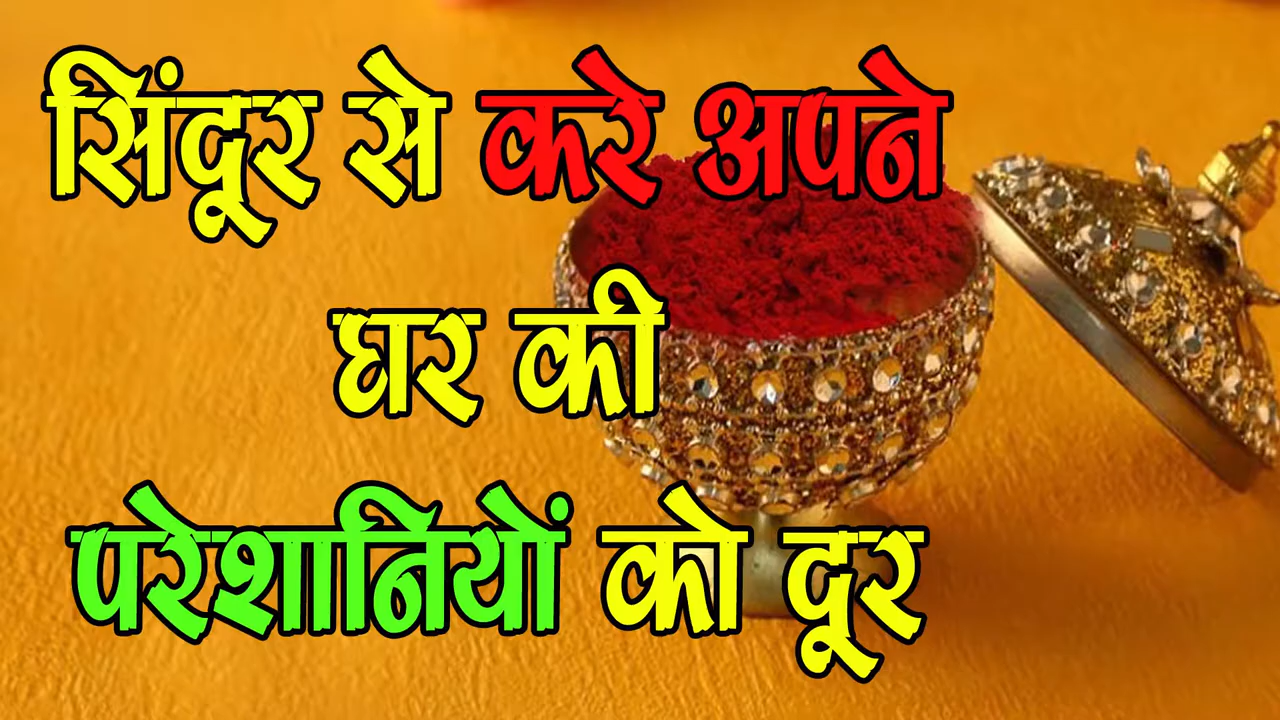 सिंदूर से करे अपने
घर की
परेशानियों को दूर